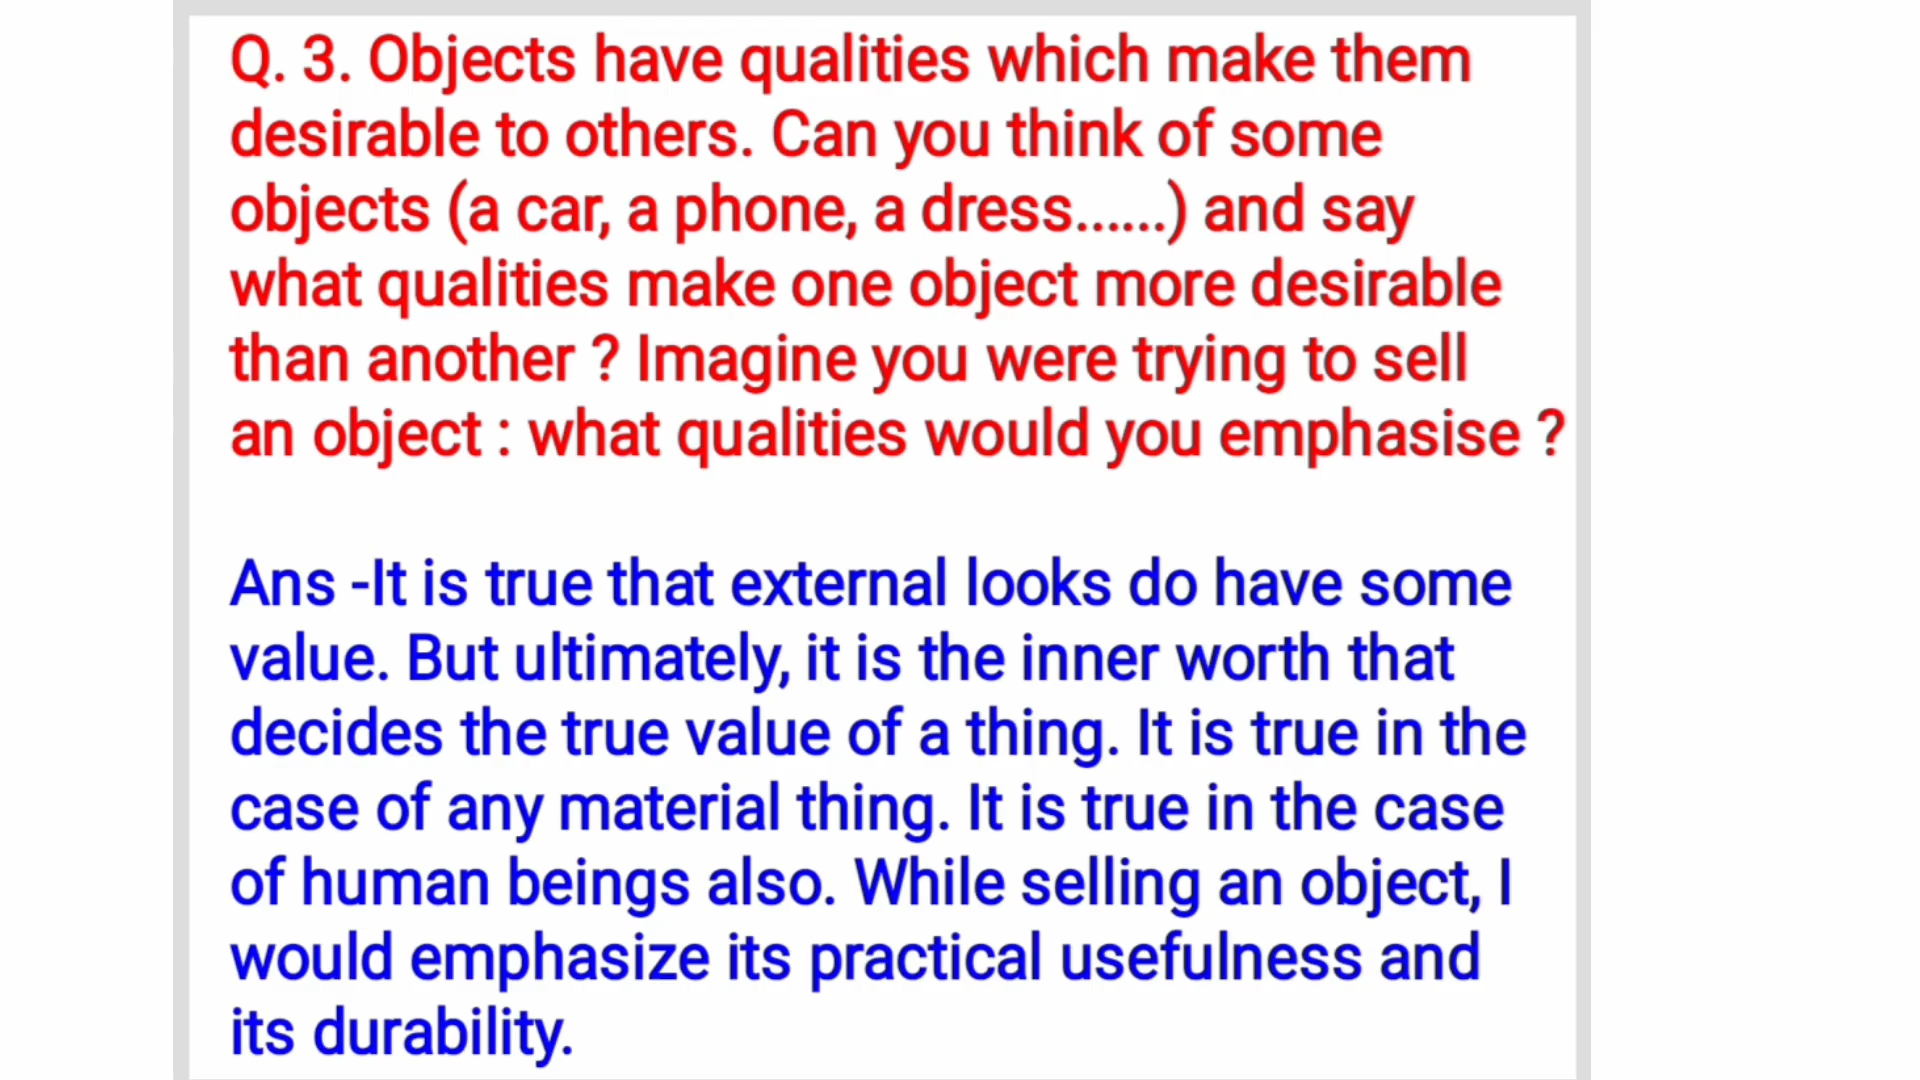 Q. 3. Objects have qualities which make them
desirable to others. Can you think of some
objects (a car, a phone, a dress......) and say
what qualities make one object more desirable
than another ? Imagine you were trying to sell
an object : what qualities would you emphasise ?
Ans -It is true that external looks do have some
value. But ultimately, it is the inner worth that
decides the true value of a thing. It is true in the
case of any material thing. It is true in the case
of human beings also. While selling an object, I
would emphasize its practical usefulness and
its durability.